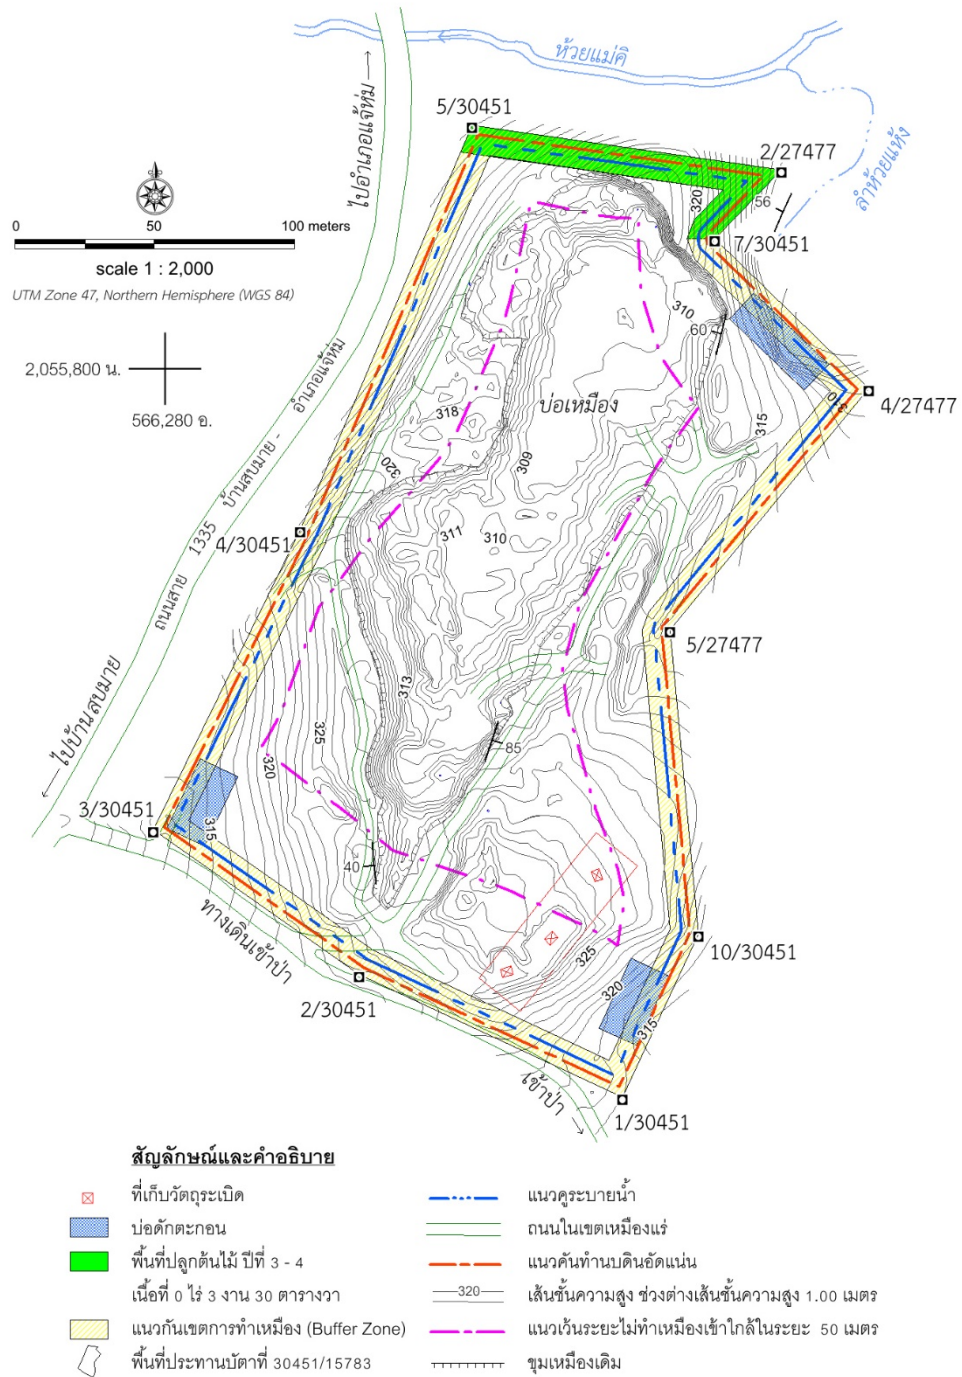 ห้วยแม่คิ
ไปอำเภอแจ้ห่ม
5/30451
2/27477
ลำห้วยแห้ง
320
56
7/30451
0 50 100 meters
scale 1 : 2,000
UTM Zone 47, Northern Hemisphere (WGS 84)
310
60
2,055,800 น.
566,280 อ.
อำเภอแจ้ห่ม
บ่อเหมือง
4/27477
310
318
315
320
309
บ้านสบมาย -
1335
ถนนสาย
4/30451
311
310
5/27477
ไปบ้านสบมาย
313
325
320
85
3/30451
315
40
ทางเดินเข้าป่า
10/30451
325
320
315
2/30451
เข้าป่า
1/30451
สัญลักษณ์และคำอธิบาย
ที่เก็บวัตถุระเบิด
แนวคูระบายน้ำ
บ่อดักตะกอน
ถนนในเขตเหมืองแร่
พื้นที่ปลูกต้นไม้ ปีที่ 3 - 4
แนวคันทำนบดินอัดแน่น
เนื้อที่ 0 ไร่ 3 งาน 30 ตารางวา
320
เส้นชั้นความสูง ช่วงต่างเส้นชั้นความสูง 1.00 เมตร
แนวกันเขตการทำเหมือง (Buffer Zone)
แนวเว้นระยะไม่ทำเหมืองเข้าใกล้ในระยะ 50 เมตร
พื้นที่ประทานบัตาที่ 30451/15783
ขุมเหมืองเดิม